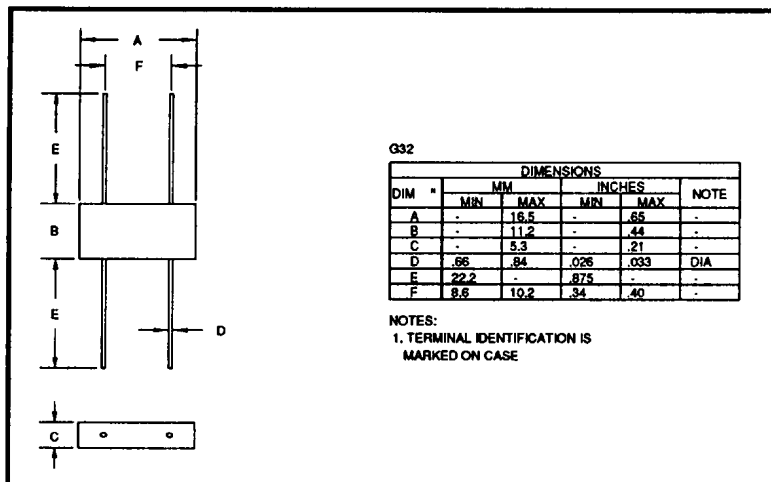 A
F
E
B
E
D
C
G32
DIMENSIONS
DIM " MM INCHES NOTE
MIN MAX MIN MAX
A - 16.5 - .65 -
B - 11.2 - .44 -
C - 5.3 - .21 -
D .66 .84 .026 .033 DIA
E 22.2 - .875 - -
F 8.6 10.2 .34 .40 -
NOTES:
1. TERMINAL IDENTIFICATION IS
MARKED ON CASE